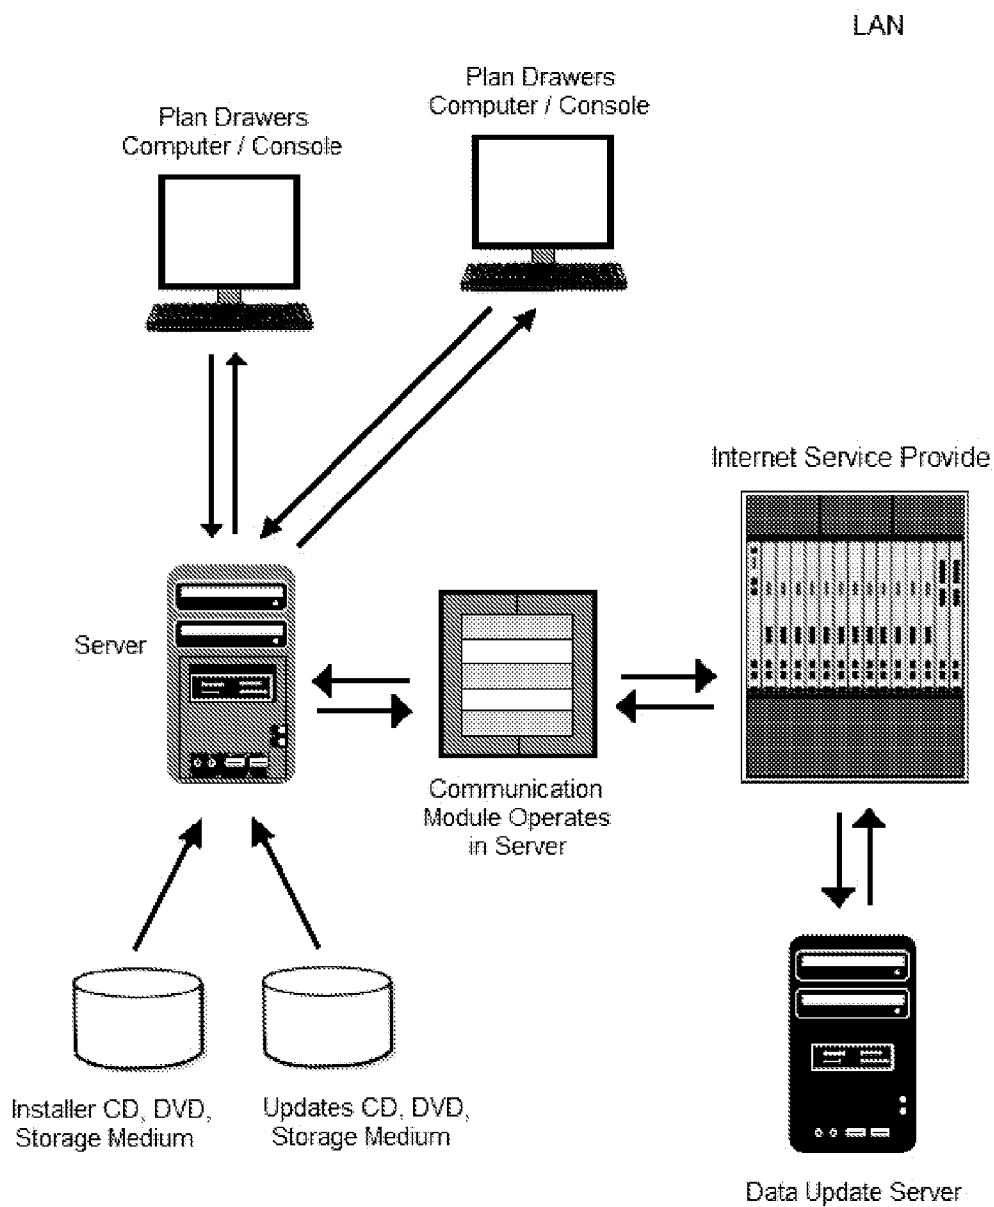 LAN
Plan Drawers
Computer / Console
Plan Drawers
Computer / Console
Internet Service Provide
Server
Communication
Module Operates
in Server
Installer CD, DVD,
Storage Medium
Updates CD, DVD,
Storage Medium
Data Update Server